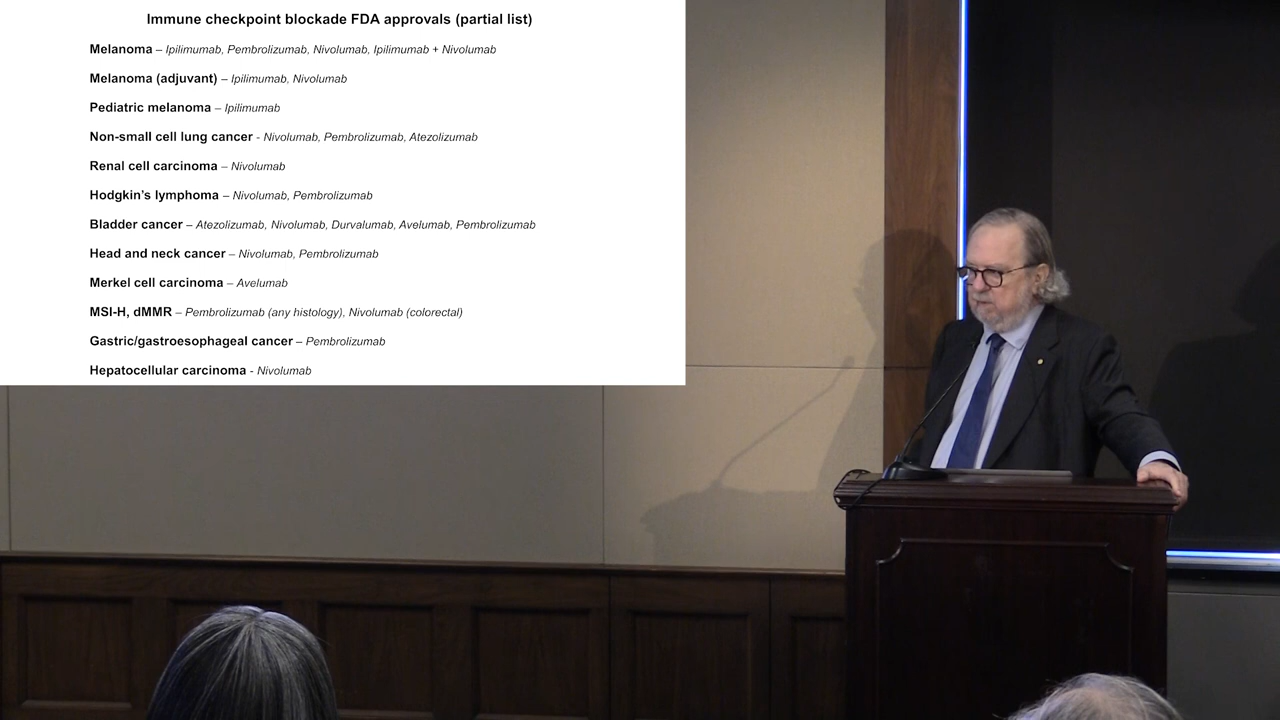 Immune checkpoint blockade FDA approvals (partial list)
Melanoma – Ipilimumab, Pembrolizumab, Nivolumab, Ipilimumab + Nivolumab
Melanoma (adjuvant) – Ipilimumab, Nivolumab
Pediatric melanoma – Ipilimumab
Non-small cell lung cancer - Nivolumab, Pembrolizumab, Atezolizumab
Renal cell carcinoma – Nivolumab
Hodgkin’s lymphoma – Nivolumab, Pembrolizumab
Bladder cancer – Atezolizumab, Nivolumab, Durvalumab, Avelumab, Pembrolizumab
Head and neck cancer – Nivolumab, Pembrolizumab
Merkel cell carcinoma – Avelumab
MSI-H, dMMR – Pembrolizumab (any histology), Nivolumab (colorectal)
Gastric/gastroesophageal cancer – Pembrolizumab
Hepatocellular carcinoma - Nivolumab